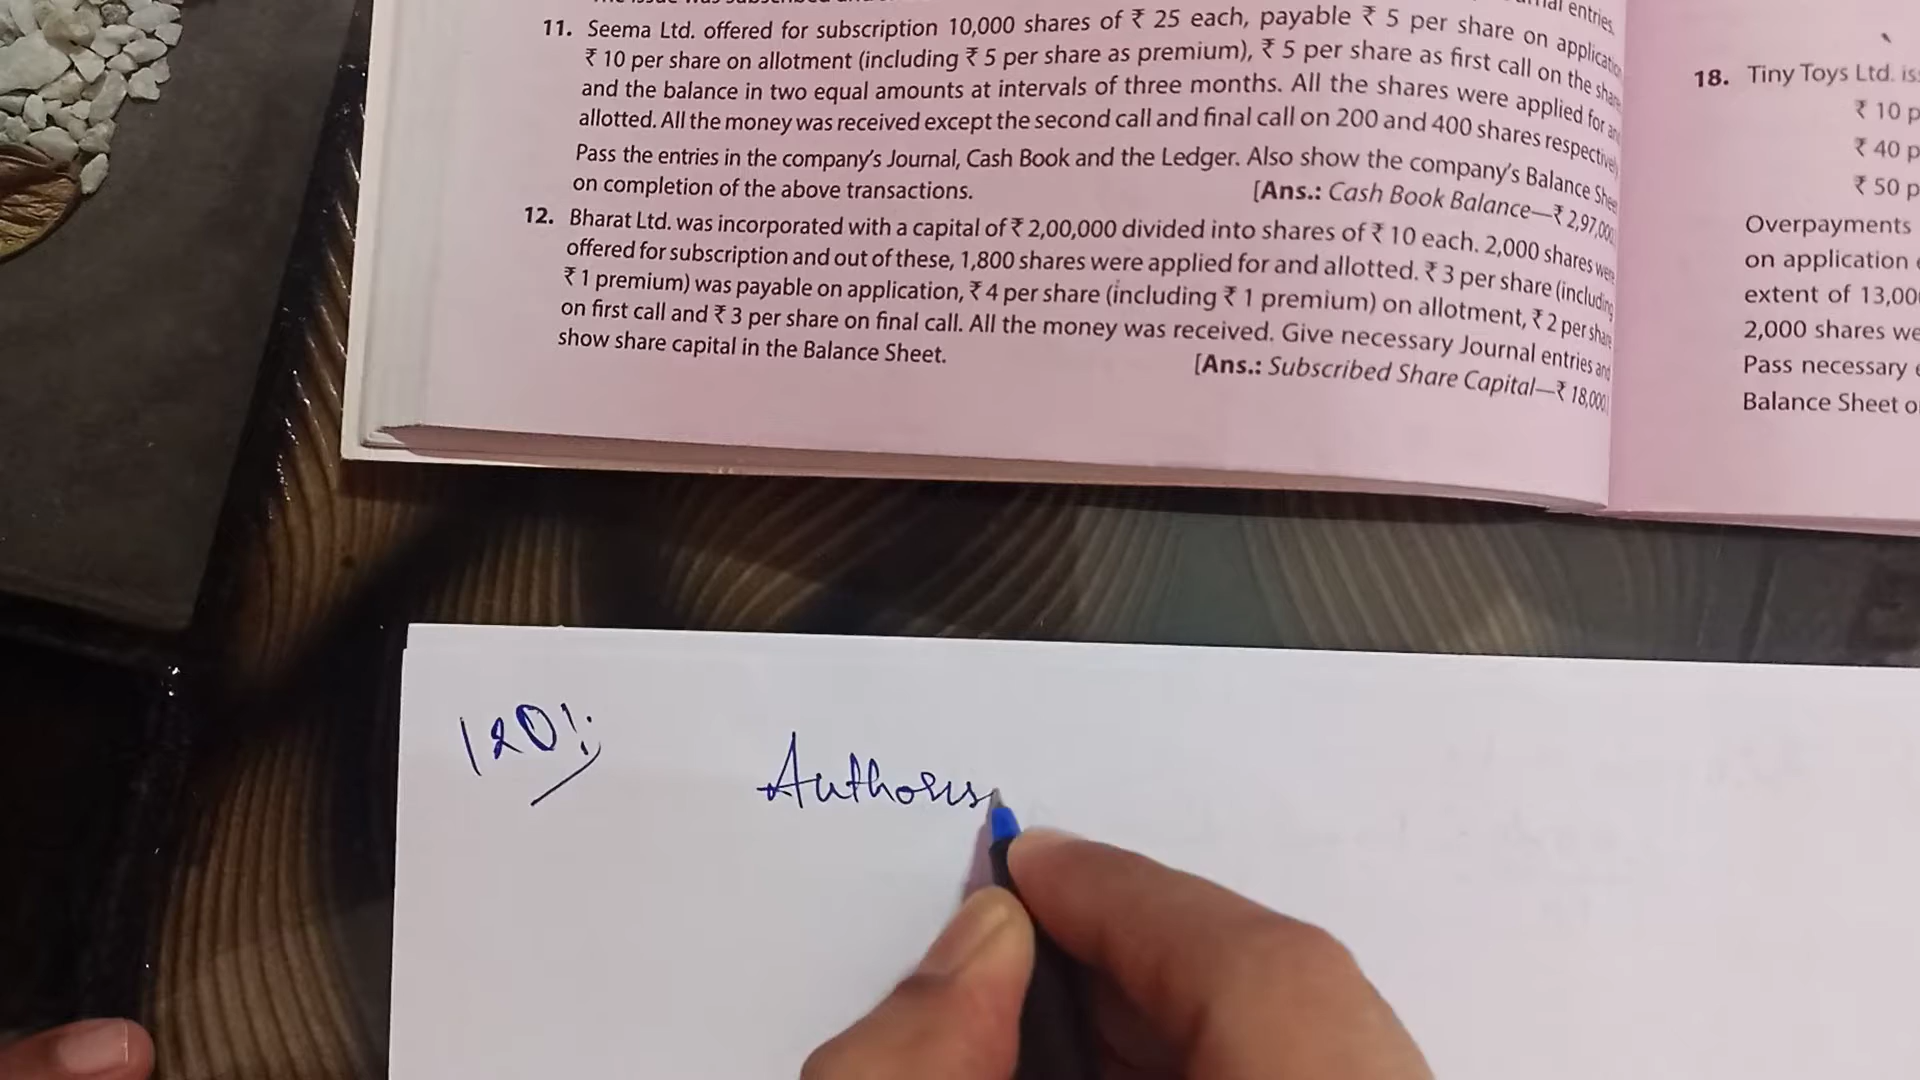 entries.
11. Seema Ltd. offered for subscription 10,000 shares of ₹ 25 each, payable ₹ 5 per share on
₹ 10 per share on allotment (including ₹ 5 per share as premium), ₹ 5 per share as first call on the
and the balance in two equal amounts at intervals of three months. All the shares were applied for
allotted. All the money was received except the second call and final call on 200 and 400 shares
Pass the entries in the company's Journal, Cash Book and the Ledger. Also show the company's Balance
on completion of the above transactions. [Ans.: Cash Book Balance—₹ 2,97,000
12. Bharat Ltd. was incorporated with a capital of ₹ 2,00,000 divided into shares of ₹ 10 each. 2,000 shares were
offered for subscription and out of these, 1,800 shares were applied for and allotted. ₹ 3 per share (including
₹ 1 premium) was payable on application, ₹ 4 per share (including ₹ 1 premium) on allotment, ₹ 2 per share
on first call and ₹ 3 per share on final call. All the money was received. Give necessary Journal entries and
show share capital in the Balance Sheet. [Ans.: Subscribed Share Capital—₹ 18,000
18. Tiny Toys Ltd. is
₹ 10 p
₹ 40 p
₹ 50 p
Overpayments
on application
extent of 13,00
2,000 shares we
Pass necessary
Balance Sheet o
Authoris